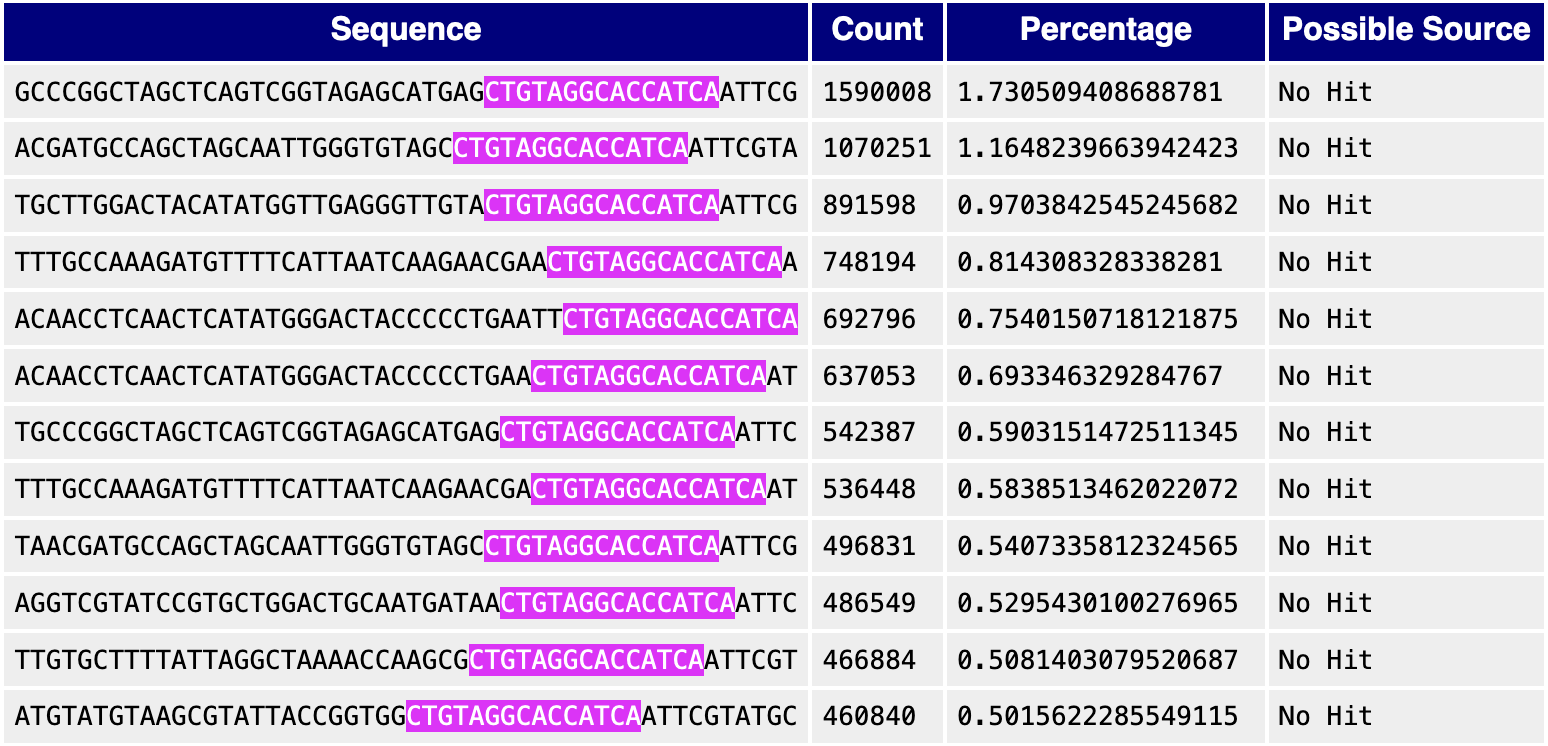 Sequence Count Percentage Possible Source
GCCCGGCTAGCTCAGTCGGTAGAGCATGAGCTGTAGGCACCATCAATTCG 1590008 1.730509408688781 No Hit
ACGATGCCAGCTAGCAATTGGGTGTAGCCTGTAGGCACCATCAATTCGTA 1070251 1.1648239663942423 No Hit
TGCTTGGACTACATATGGTTGAGGGTTGTACTGTAGGCACCATCAATTCG 891598 0.9703842545245682 No Hit
TTTGCCAAAGATGTTTTCATTAATCAAGAACGAACTGTAGGCACCATCAA 748194 0.814308328338281 No Hit
ACAACCTCAACTCATATGGGACTACCCCCTGAATTCTGTAGGCACCATCA 692796 0.7540150718121875 No Hit
ACAACCTCAACTCATATGGGACTACCCCCTGAACTGTAGGCACCATCAAT 637053 0.693346329284767 No Hit
TGCCCGGCTAGCTCAGTCGGTAGAGCATGAGCTGTAGGCACCATCAATTC 542387 0.5903151472511345 No Hit
TTTGCCAAAGATGTTTTCATTAATCAAGAACGACTGTAGGCACCATCAAT 536448 0.5838513462022072 No Hit
TAACGATGCCAGCTAGCAATTGGGTGTAGCCTGTAGGCACCATCAATTCG 496831 0.5407335812324565 No Hit
AGGTCGTATCCGTGCTGGACTGCAATGATAACTGTAGGCACCATCAATTC 486549 0.5295430100276965 No Hit
TTGTGCTTTTATTAGGCTAAAACCAAGCGCTGTAGGCACCATCAATTCGT 466884 0.5081403079520687 No Hit
ATGTATGTAAGCGTATTACCGGTGGCTGTAGGCACCATCAATTCGTATGC 460840 0.5015622285549115 No Hit